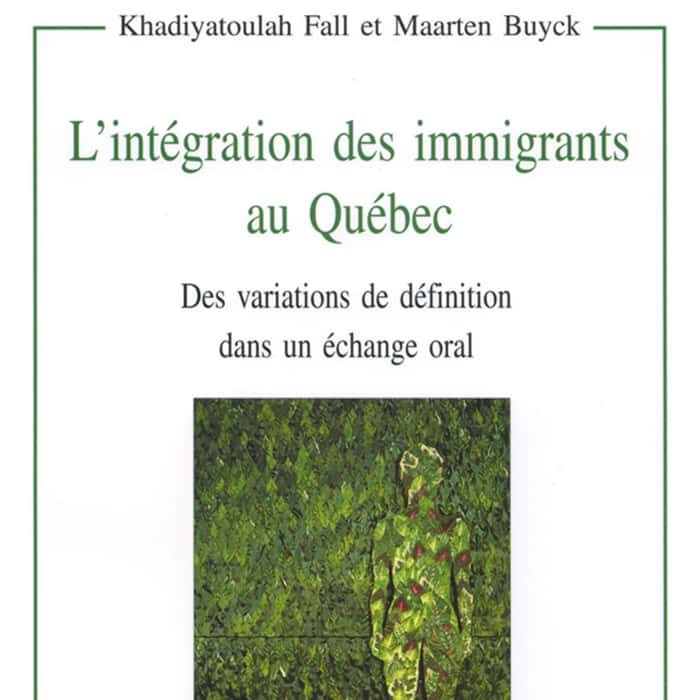 Khadiyatoulah Fall et Maarten Buyck
L'intégration des immigrants
au Québec
Des variations de définition
dans un échange oral